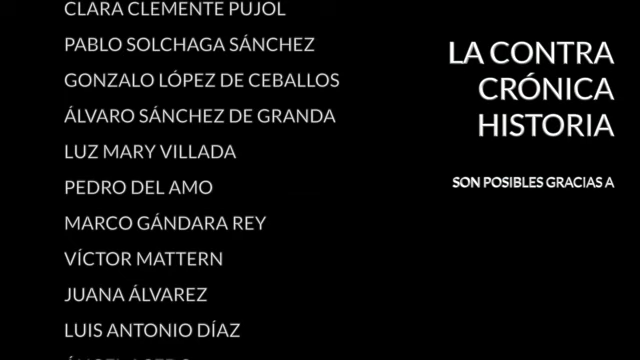 CLARA CLEMENTE PUJOL
PABLO SOLCHAGA SÁNCHEZ
GONZALO LÓPEZ DE CEBALLOS
ÁLVARO SÁNCHEZ DE GRANDA
LUZ MARY VILLADA
PEDRO DEL AMO
MARCO GÁNDARA REY
VÍCTOR MATTERN
JUANA ÁLVAREZ
LUIS ANTONIO DÍAZ
LA CONTRA
CRÓNICA
HISTORIA
SON POSIBLES GRACIAS A